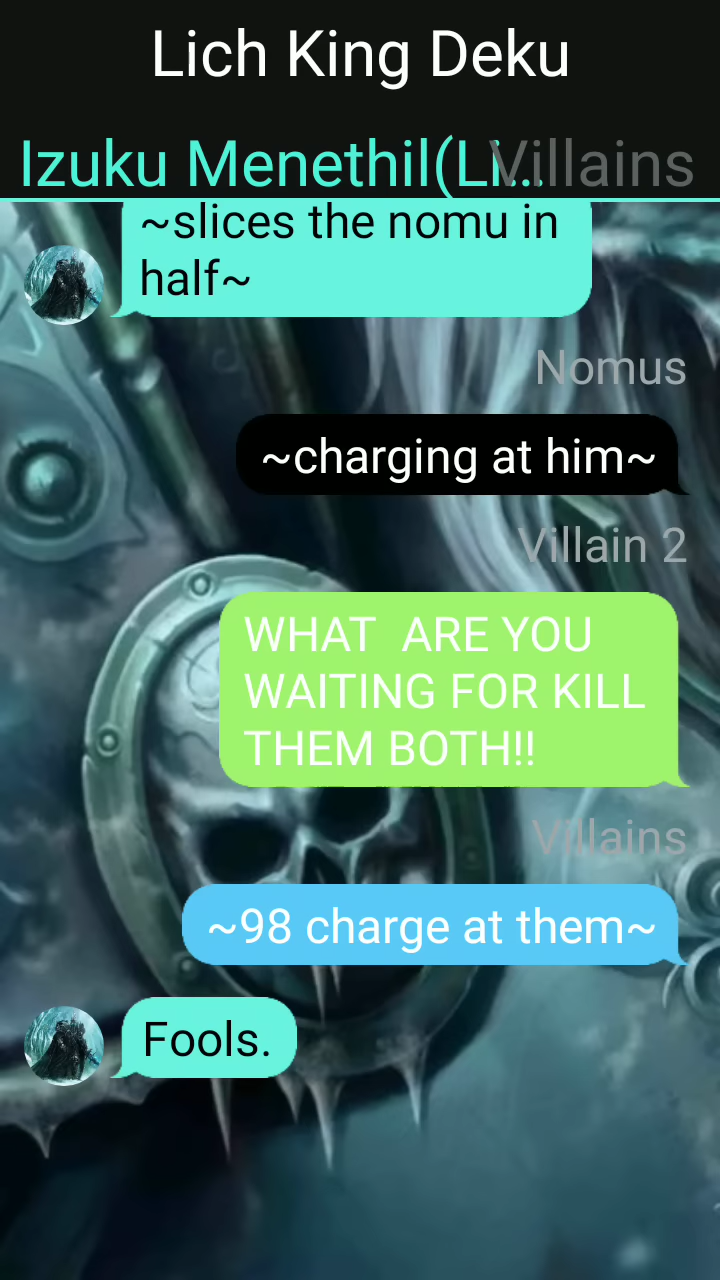 Lich King Deku
Izuku Menethil(Li... Villains
~slices the nomu in
half~
Nomus
~charging at him~
Villain 2
WHAT  ARE YOU
WAITING FOR KILL
THEM BOTH!!
Villains
~98 charge at them~
Fools.